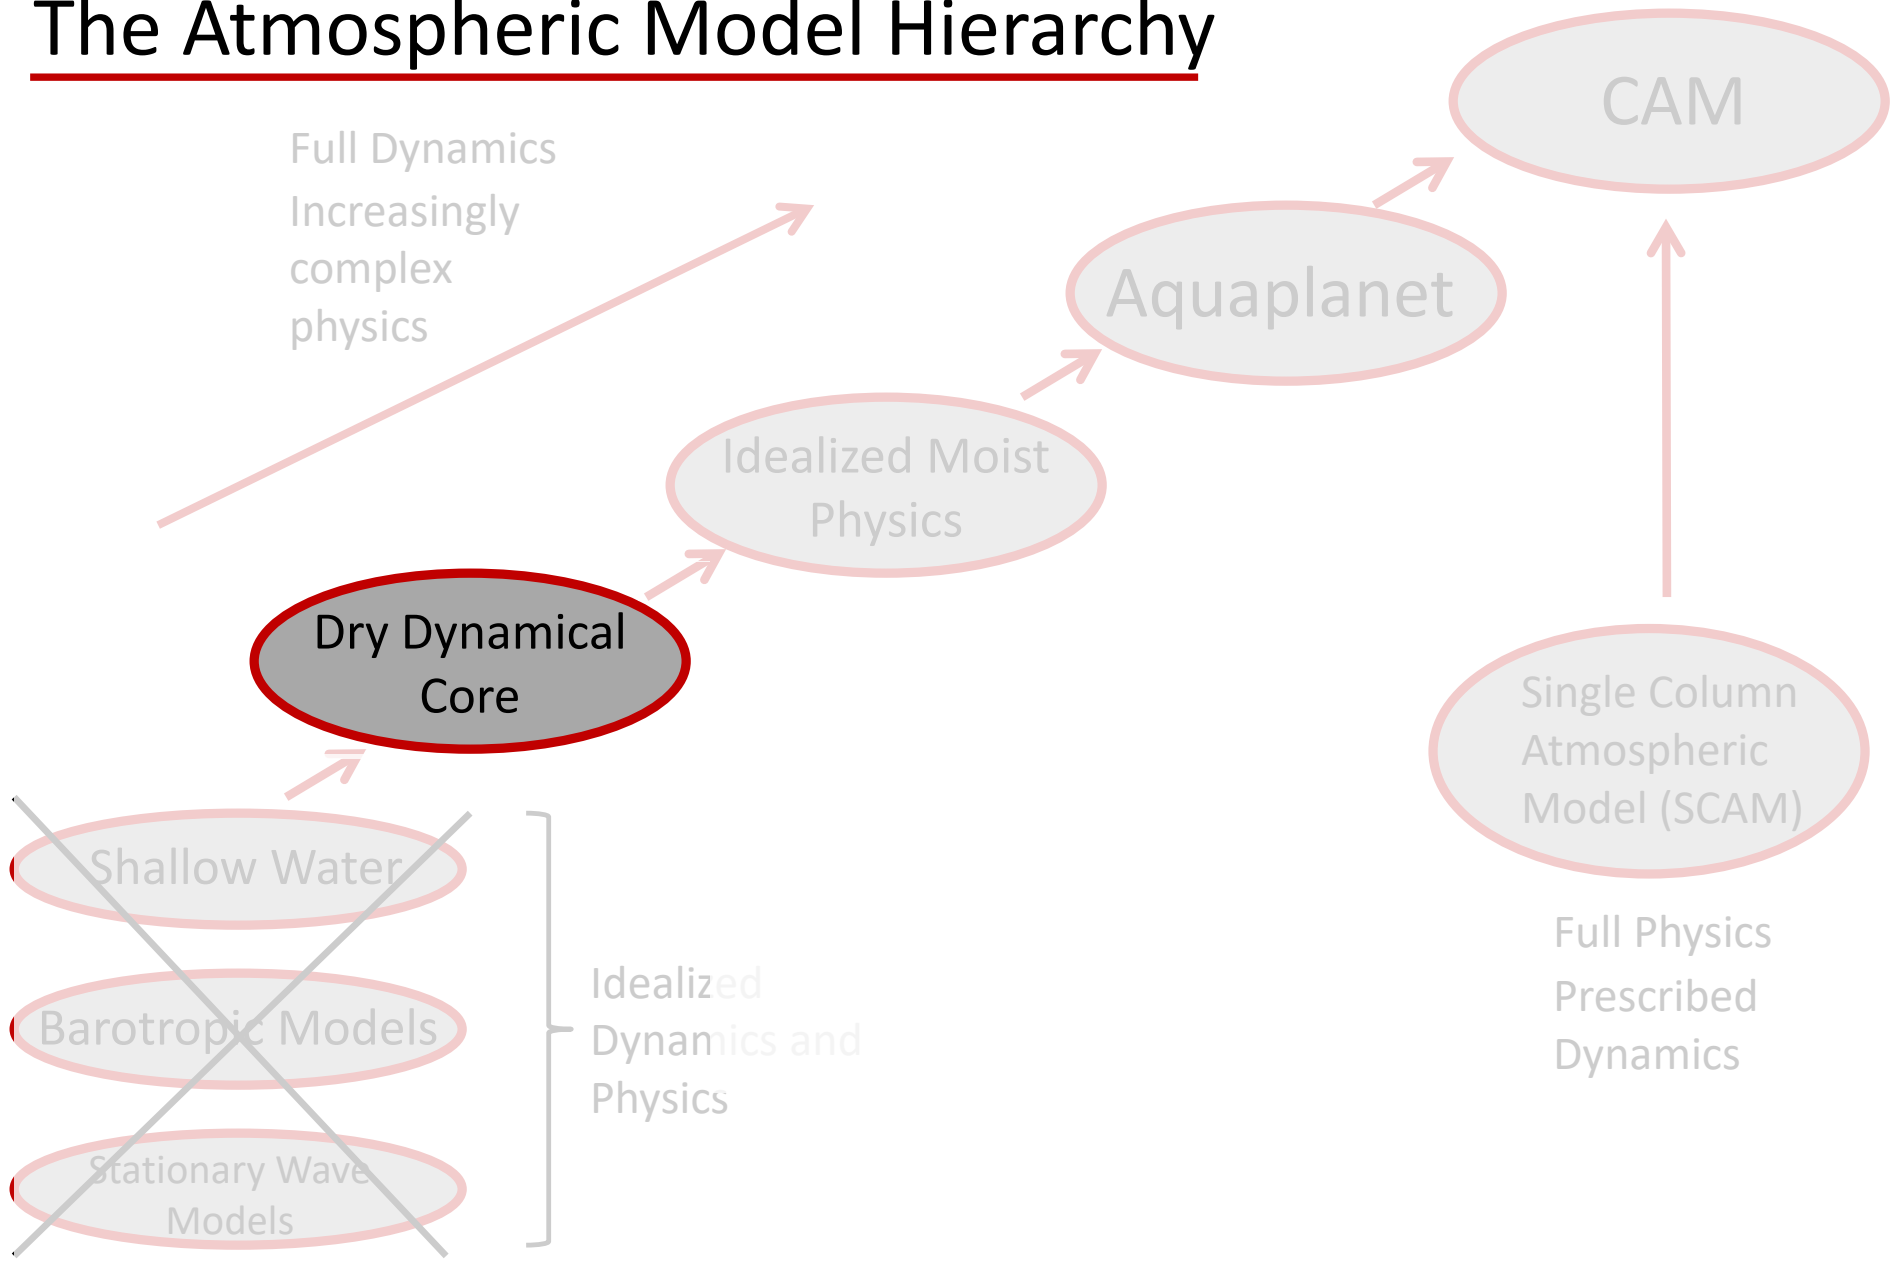 The Atmospheric Model Hierarchy
CAM
Full Dynamics
Increasingly
complex
physics
Aquaplanet
Idealized Moist
Physics
Dry Dynamical
Core
Single Column
Atmospheric
Model (SCAM)
Shallow Water
Full Physics
Prescribed
Dynamics
Idealized
Dynamics and
Physics
Barotropic Models
Stationary Wave
Models